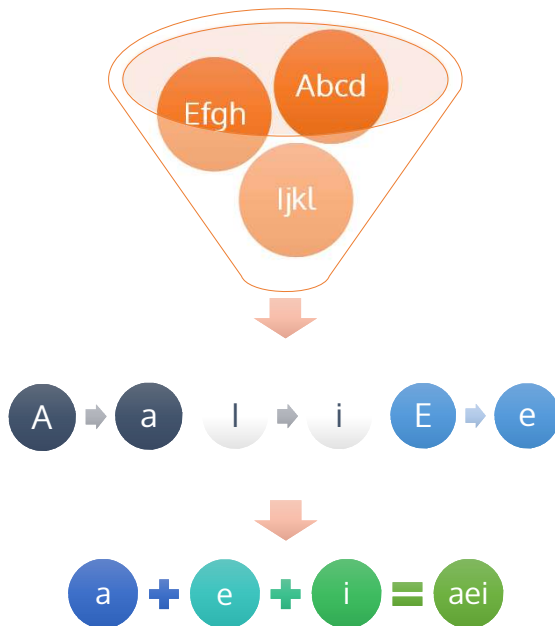 Abcd
Efgh
Ijkl
A a I i E e
a + e + i = aei